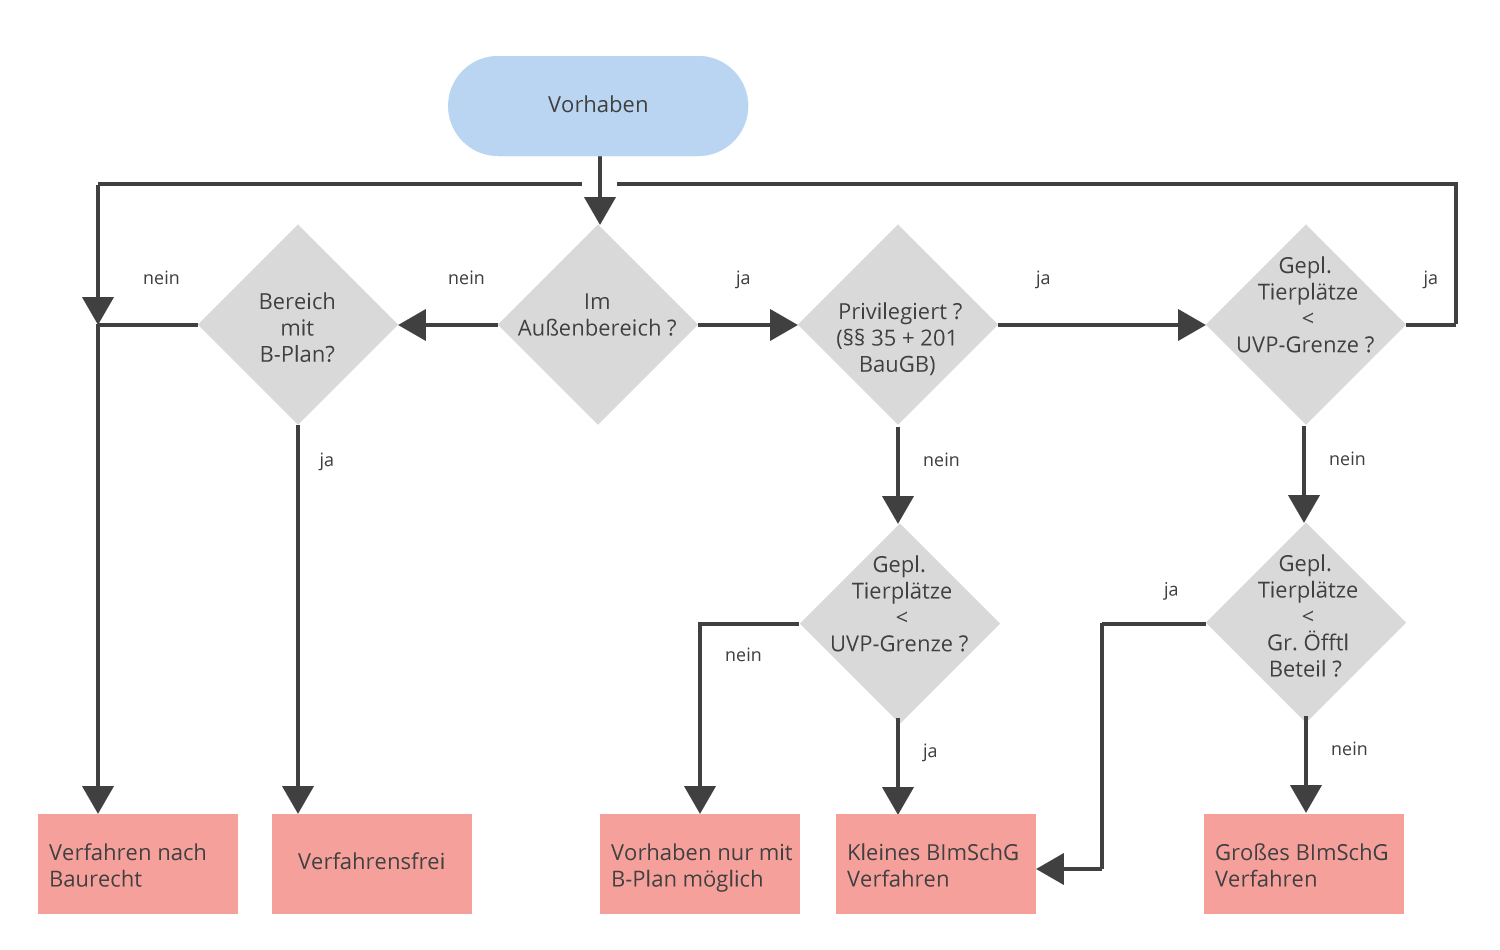 Vorhaben
nein
Bereich
mit
B-Plan?
nein
Im
Außenbereich ?
ja
Privilegiert ?
(§§ 35 + 201
BauGB)
ja
Gepl.
Tierplätze
<
UVP-Grenze ?
ja
ja
nein
nein
Gepl.
Tierplätze
<
UVP-Grenze ?
nein
ja
ja
Gepl.
Tierplätze
<
Gr. Öfftl
Beteil ?
nein
Verfahren nach
Baurecht
Verfahrensfrei
Vorhaben nur mit
B-Plan möglich
Kleines BImSchG
Verfahren
Großes BImSchG
Verfahren